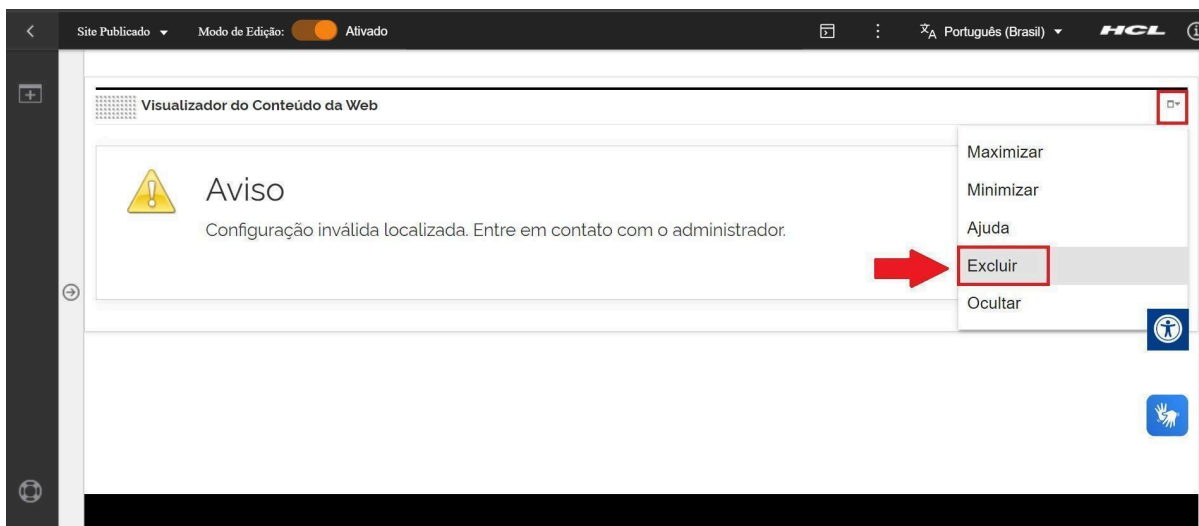 Site Publicado
Modo de Edição:
Ativado
Português (Brasil)
HCL
Visualizador do Conteúdo da Web
Maximizar
Minimizar
Ajuda
Excluir
Ocultar
Aviso
Configuração inválida localizada. Entre em contato com o administrador.